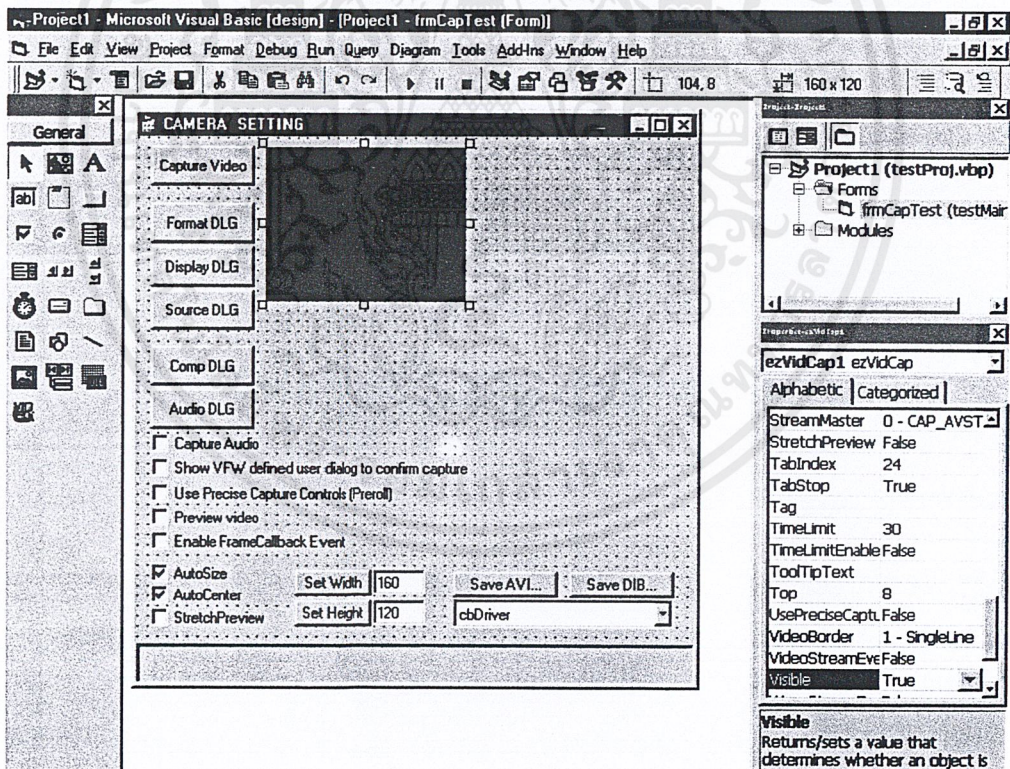 Project1 - Microsoft Visual Basic [design] - [Project1 - frmCapTest (Form)]
File Edit View Project Format Debug Run Query Diagram Tools Add-Ins Window Help
104, 8
160 x 120
General
CAMERA SETTING
Capture Video
Format DLG
Display DLG
Source DLG
Comp DLG
Audio DLG
Capture Audio
Show VFW defined user dialog to confirm capture
Use Precise Capture Controls (Preroll)
Preview video
Enable FrameCallback Event
AutoSize
AutoCenter
StretchPreview
Set Width 160
Set Height 120
Save AVI...
Save DIB...
cbDriver
Project1 (testProj.vbp)
Forms
frmCapTest (testMair
Modules
ezVidCap1 ezVidCap
Alphabetic Categorized
StreamMaster 0 - CAP_AVST
StretchPreview False
TabIndex 24
TabStop True
Tag
TimeLimit 30
TimeLimitEnable False
ToolTipText
Top 8
UsePreciseCaptu False
VideoBorder 1 - SingleLine
VideoStreamEve False
Visible True
Visible
Returns/sets a value that
determines whether an object is